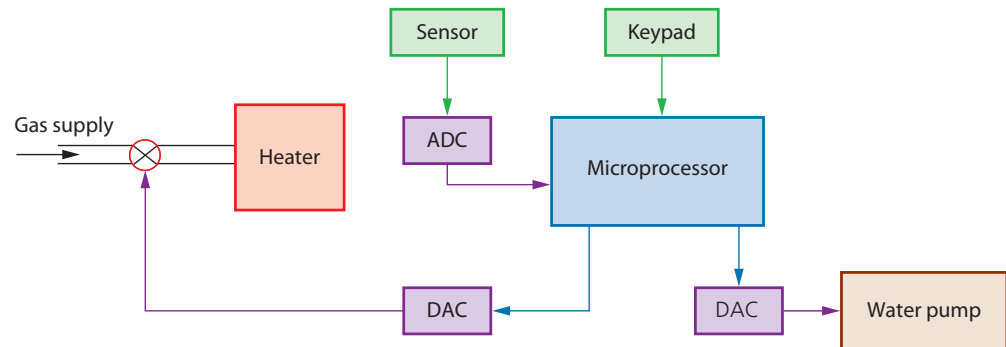 Sensor
Keypad
Gas supply
Heater
ADC
Microprocessor
DAC
DAC
Water pump